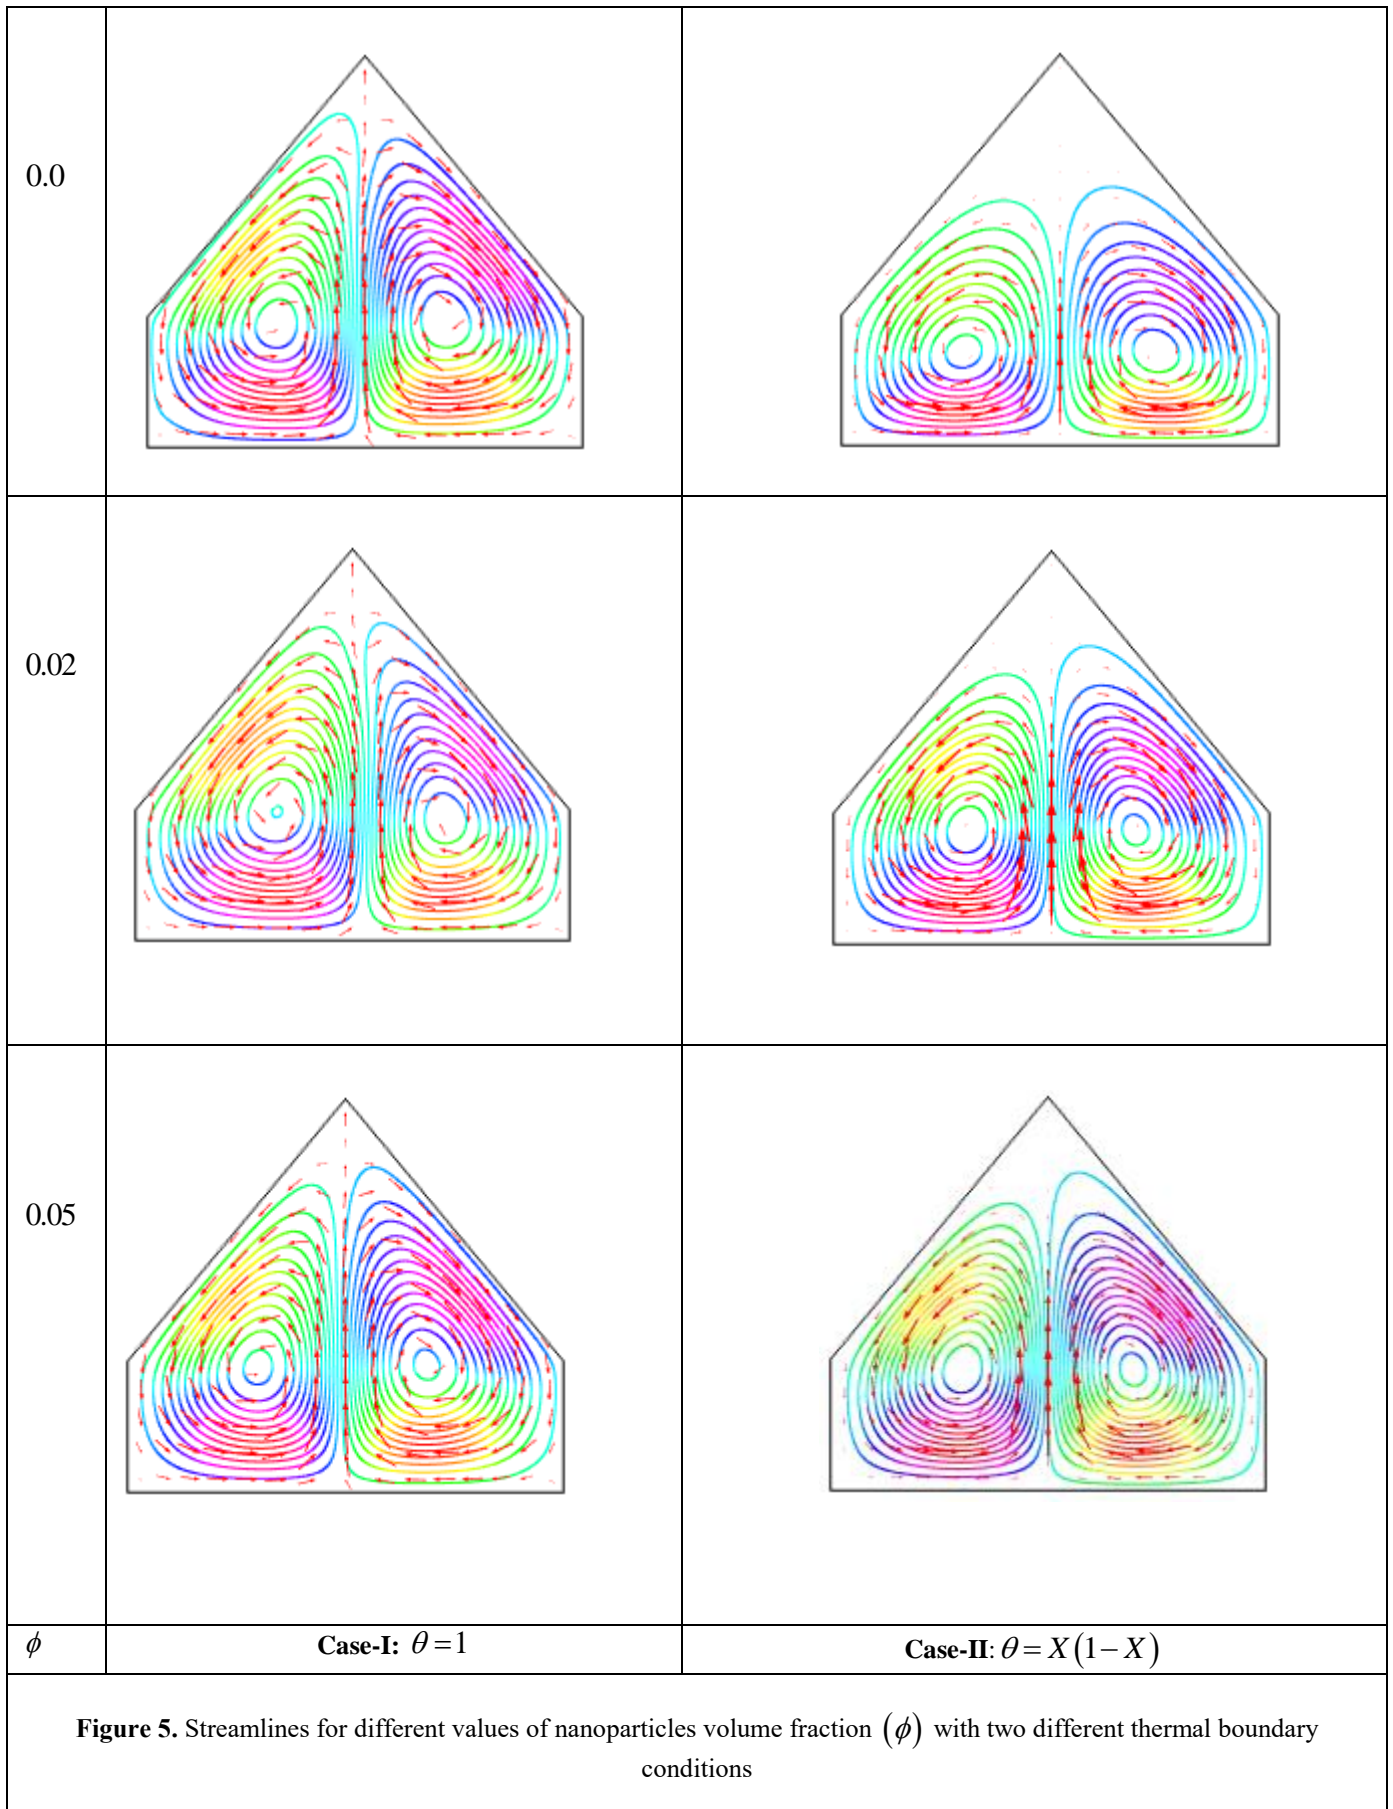 0.0
0.02
0.05
ϕ
Case-I: θ = 1
Case-II: θ = X(1 − X)
Figure 5. Streamlines for different values of nanoparticles volume fraction (ϕ) with two different thermal boundary
conditions